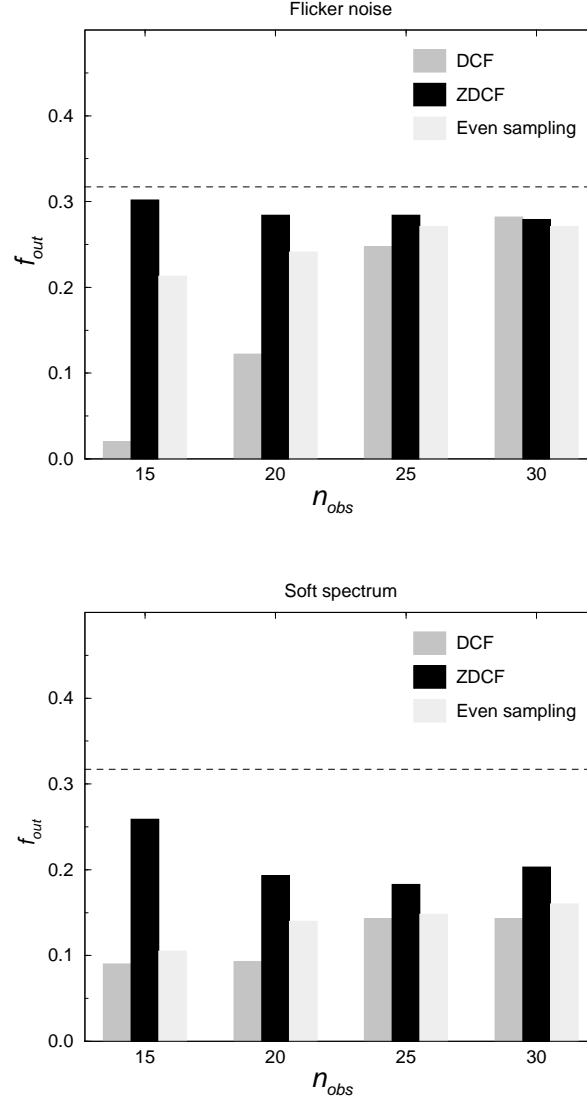 Flicker noise
DCF
ZDCF
Even sampling
0.4
0.3
0.2
0.1
0.0
f_out
15 20 25 30
n_obs
Soft spectrum
DCF
ZDCF
Even sampling
0.4
0.3
0.2
0.1
0.0
f_out
15 20 25 30
n_obs